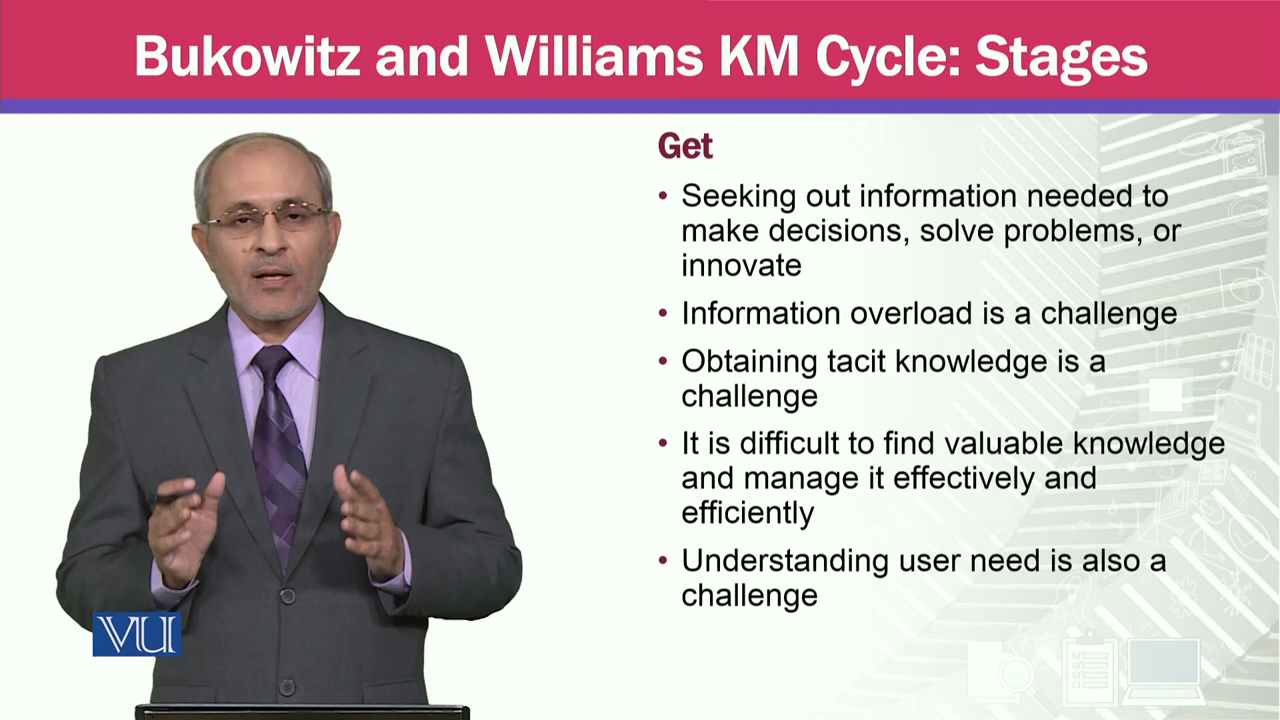 Bukowitz and Williams KM Cycle: Stages
Get
• Seeking out information needed to
make decisions, solve problems, or
innovate
• Information overload is a challenge
• Obtaining tacit knowledge is a
challenge
• It is difficult to find valuable knowledge
and manage it effectively and
efficiently
• Understanding user need is also a
challenge
VU